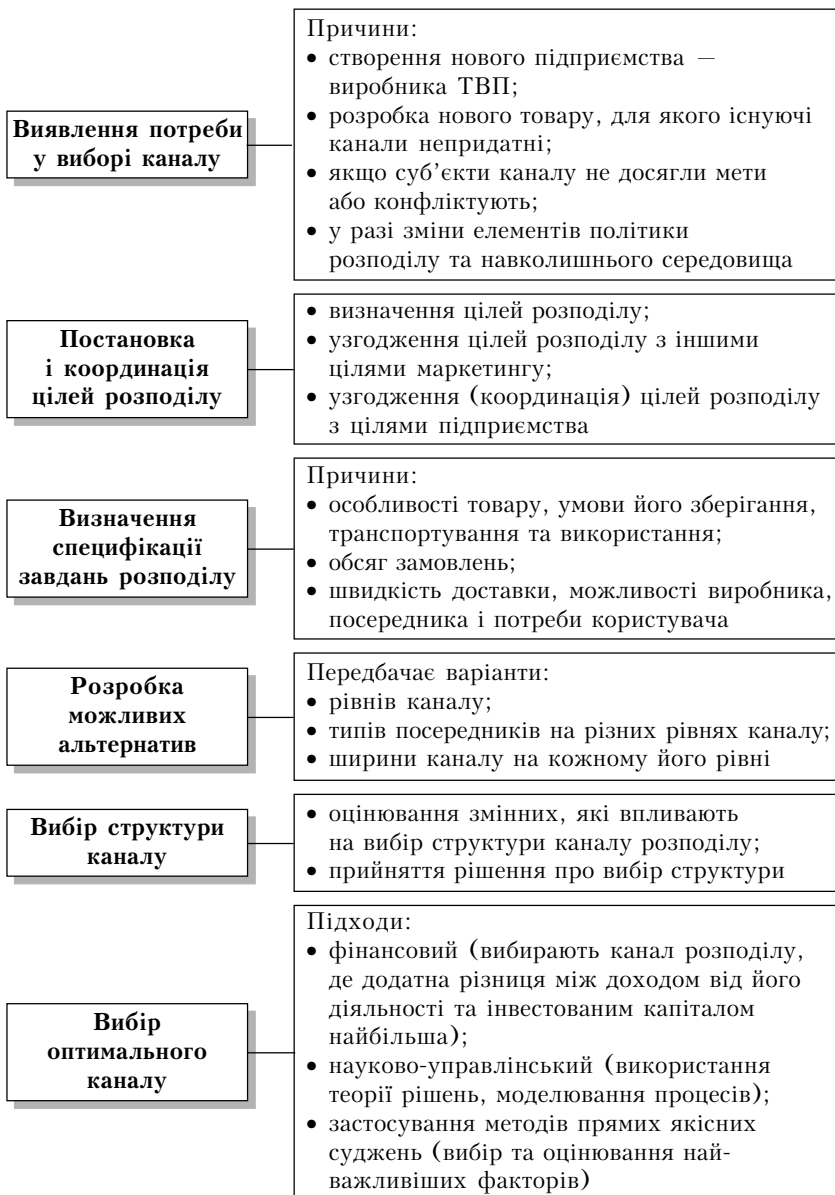 Виявлення потреби
у виборі каналу
Причини:
• створення нового підприємства —
виробника ТВП;
• розробка нового товару, для якого існуючі
канали непридатні;
• якщо суб’єкти каналу не досягли мети
або конфліктують;
• у разі зміни елементів політики
розподілу та навколишнього середовища
Постановка
і координація
цілей розподілу
• визначення цілей розподілу;
• узгодження цілей розподілу з іншими
цілями маркетингу;
• узгодження (координація) цілей розподілу
з цілями підприємства
Визначення
специфікації
завдань розподілу
Причини:
• особливості товару, умови його зберігання,
транспортування та використання;
• обсяг замовлень;
• швидкість доставки, можливості виробника,
посередника і потреби користувача
Розробка
можливих
альтернатив
Передбачає варіанти:
• рівнів каналу;
• типів посередників на різних рівнях каналу;
• ширини каналу на кожному його рівні
Вибір структури
каналу
• оцінювання змінних, які впливають
на вибір структури каналу розподілу;
• прийняття рішення про вибір структури
Вибір
оптимального
каналу
Підходи:
• фінансовий (вибирають канал розподілу,
де додатна різниця між доходом від його
діяльності та інвестованим капіталом
найбільша);
• науково-управлінський (використання
теорії рішень, моделювання процесів);
• застосування методів прямих якісних
суджень (вибір та оцінювання най-
важливіших факторів)